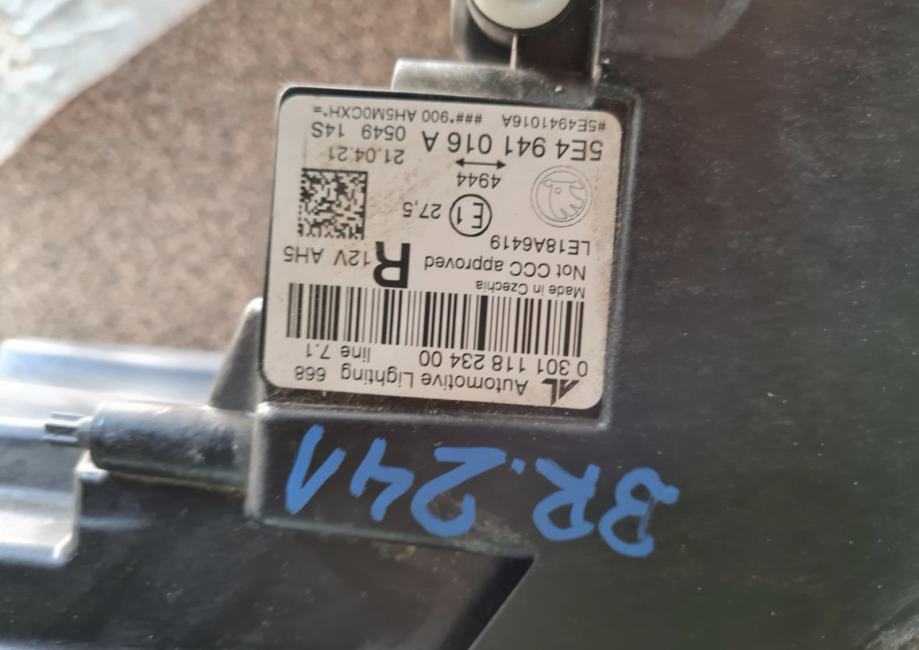 BR.241
Automotive Lighting 668
0 301 118 234 00 line 7.1
Made in Czechia
Not CCC approved R 12V AH5
LE18A6419
E1 27,5
4944
21.04.21
5E4 941 016 A 0549 14S
#5E4941016A ###*900 AH5M0CXH*=